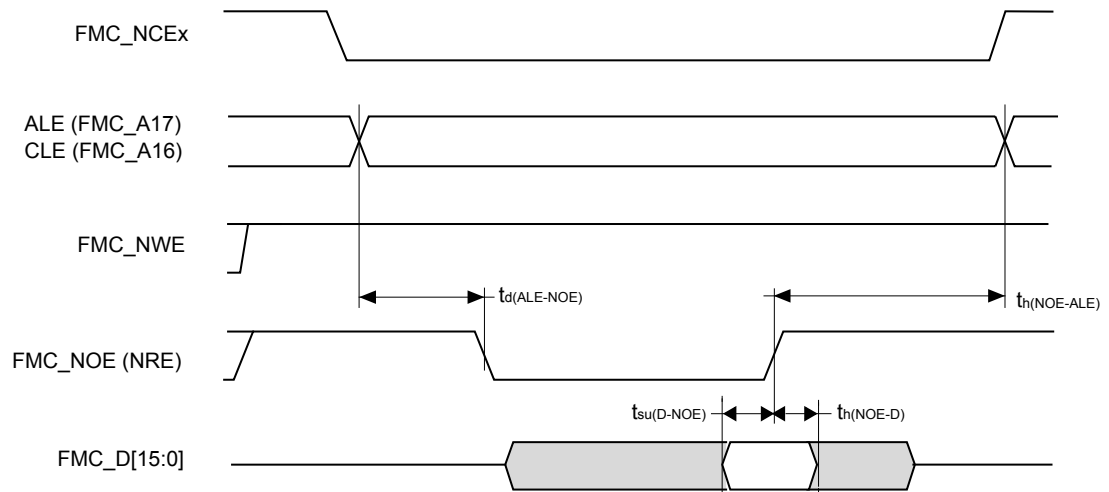 FMC_NCEx
ALE (FMC_A17)
CLE (FMC_A16)
FMC_NWE
td(ALE-NOE)
th(NOE-ALE)
FMC_NOE (NRE)
tsu(D-NOE)
th(NOE-D)
FMC_D[15:0]